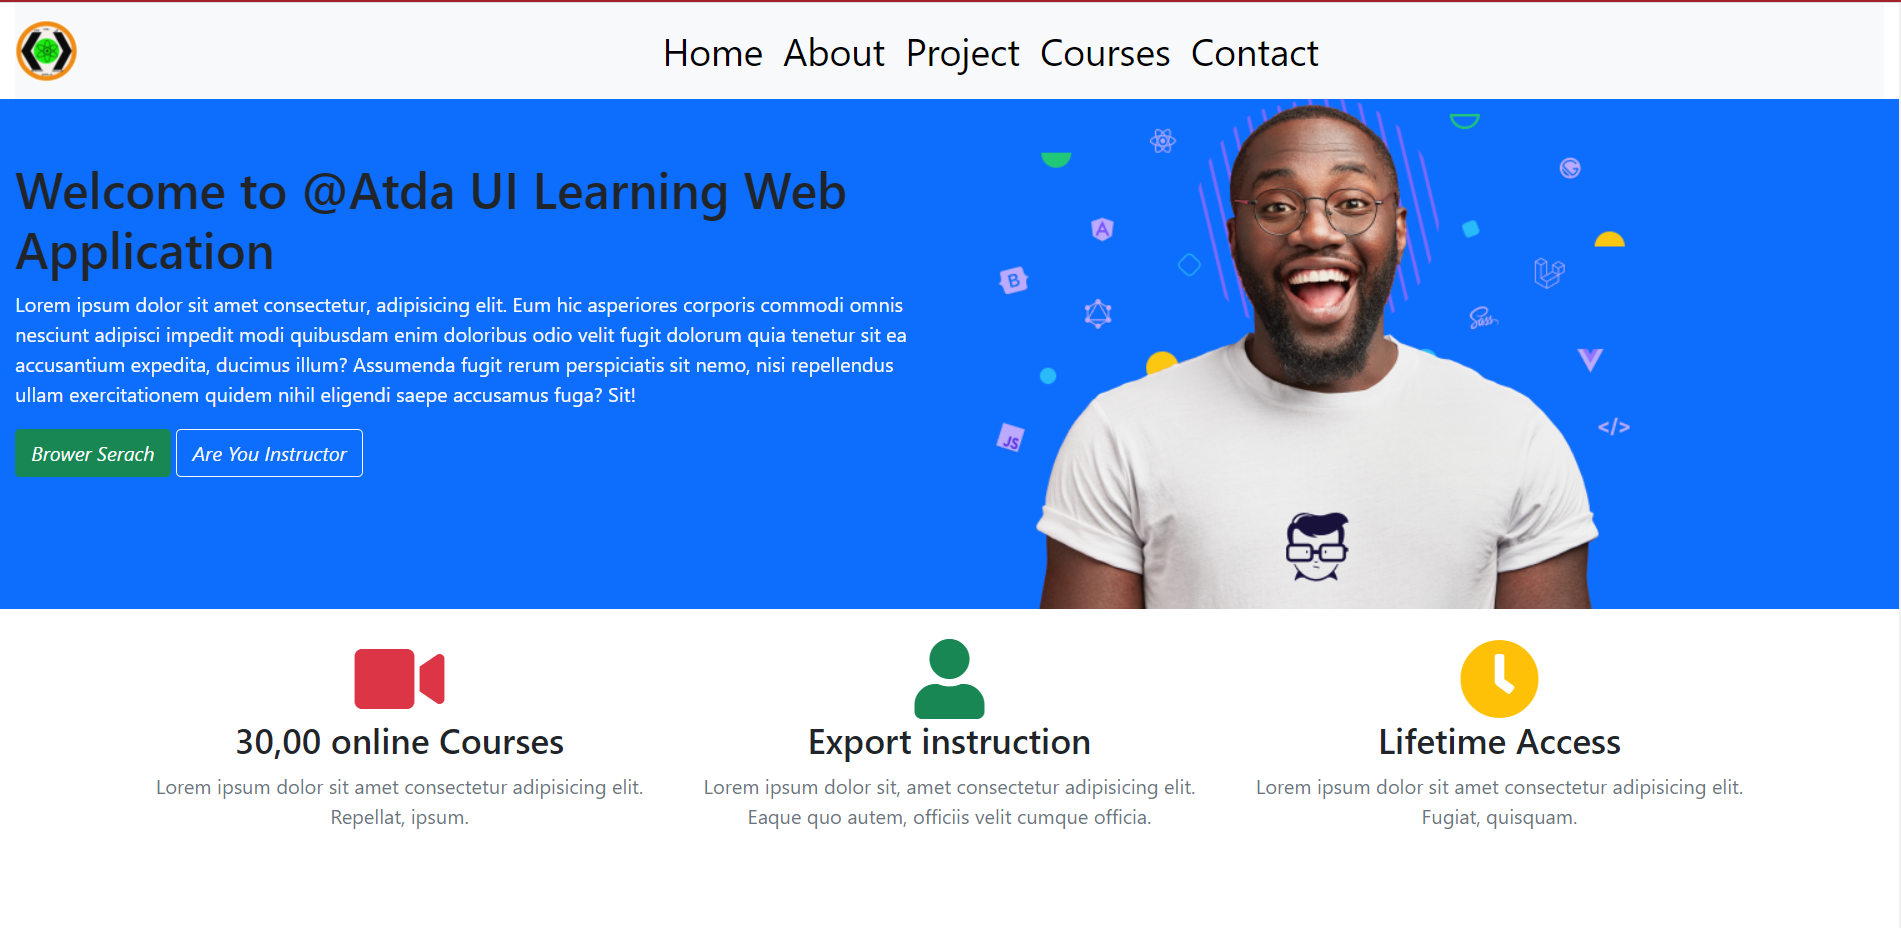 Home About Project Courses Contact
Welcome to @Atda UI Learning Web
Application
Lorem ipsum dolor sit amet consectetur, adipisicing elit. Eum hic asperiores corporis commodi omnis
nesciunt adipisci impedit modi quibusdam enim doloribus odio velit fugit dolorum quia tenetur sit ea
accusantium expedita, ducimus illum? Assumenda fugit rerum perspiciatis sit nemo, nisi repellendus
ullam exercitationem quidem nihil eligendi saepe accusamus fuga? Sit!
Brower Serach Are You Instructor
A
B
Sass
JS
</>
30,00 online Courses
Lorem ipsum dolor sit amet consectetur adipisicing elit.
Repellat, ipsum.
Export instruction
Lorem ipsum dolor sit, amet consectetur adipisicing elit.
Eaque quo autem, officiis velit cumque officia.
Lifetime Access
Lorem ipsum dolor sit amet consectetur adipisicing elit.
Fugiat, quisquam.